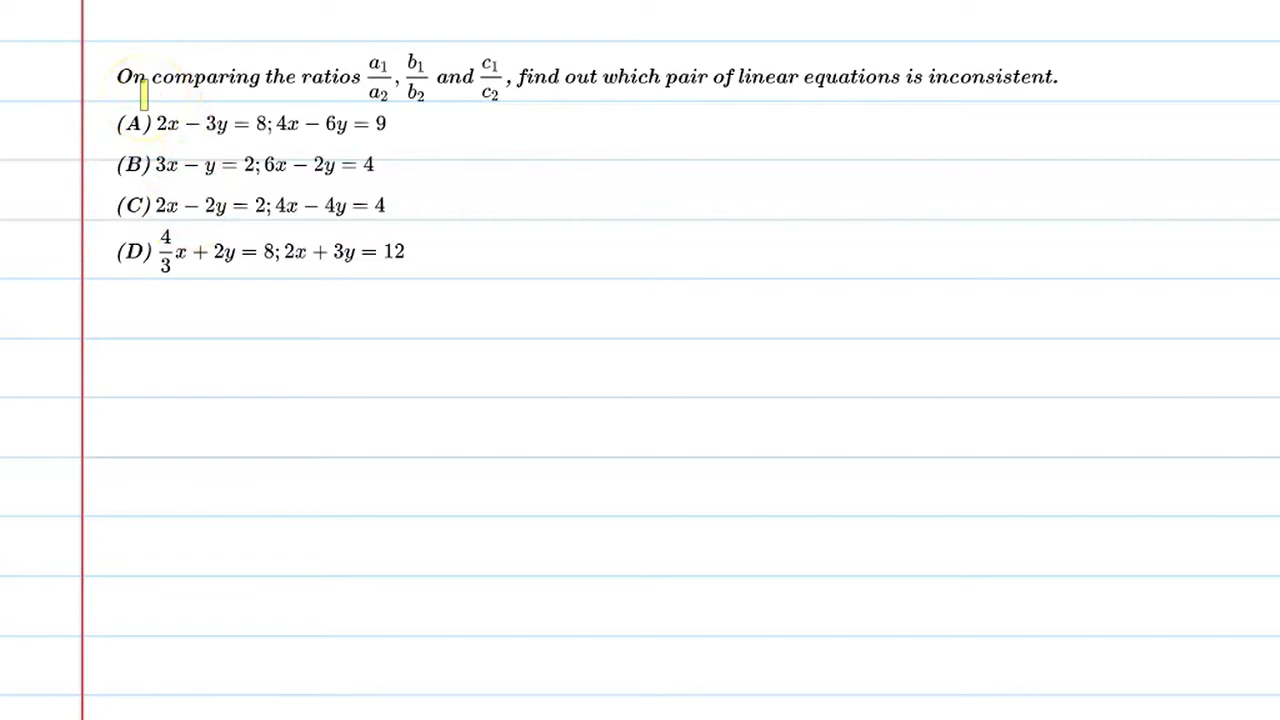 On comparing the ratios a₁/a₂, b₁/b₂ and c₁/c₂, find out which pair of linear equations is inconsistent.
(A) 2x − 3y = 8; 4x − 6y = 9
(B) 3x − y = 2; 6x − 2y = 4
(C) 2x − 2y = 2; 4x − 4y = 4
(D) 4/3 x + 2y = 8; 2x + 3y = 12